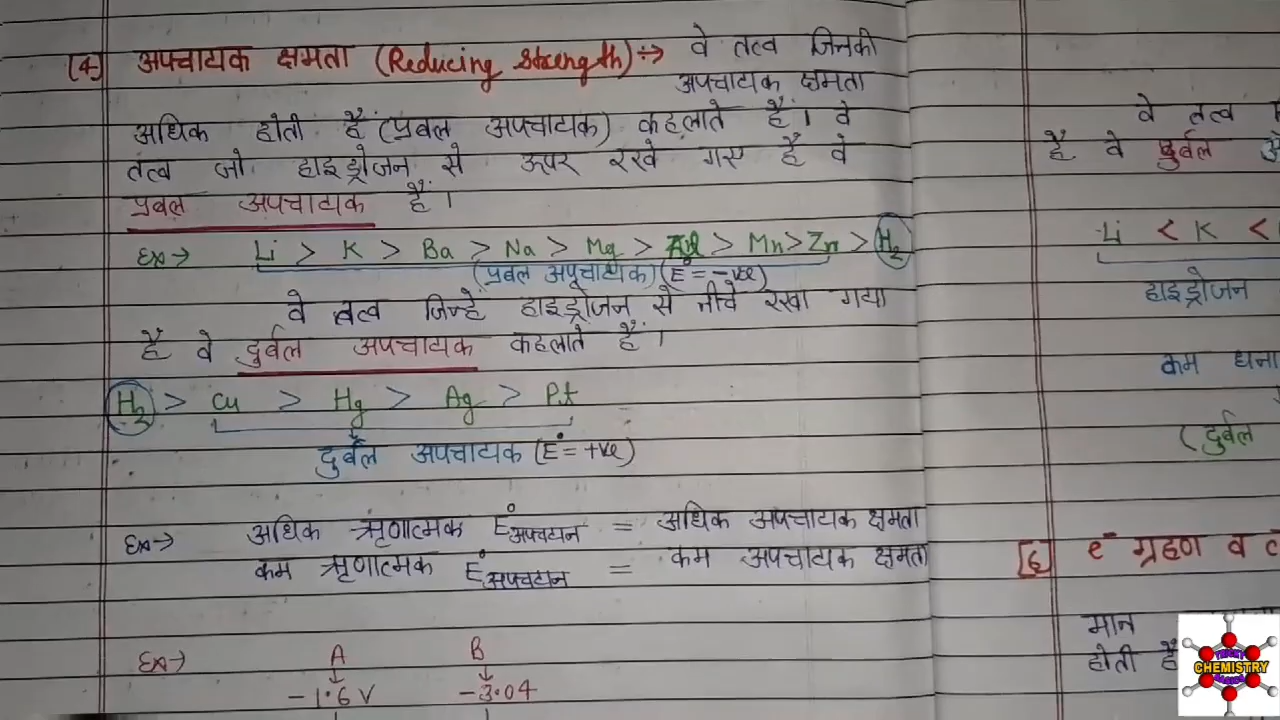 [4] अपचायक क्षमता (Reducing Strength) :→ वे तत्व जिनकी
अपचायक क्षमता
अधिक होती हैं (प्रबल अपचायक) कहलाते हैं। वे
तत्व जो हाइड्रोजन से ऊपर रखे गए हैं वे
प्रबल अपचायक हैं।
Ex→ Li > K > Ba > Na > Mg > Al > Mn > Zn > H2
(प्रबल अपचायक) (E° = -ve)
वे तत्व जिन्हें हाइड्रोजन से नीचे रखा गया
है वे दुर्बल अपचायक कहलाते हैं।
H2 > Cu > Hg > Ag > Pt
दुर्बल अपचायक (E° = +ve)
Ex→ अधिक ऋणात्मक E°अपचयन = अधिक अपचायक क्षमता
कम ऋणात्मक E°अपचयन = कम अपचायक क्षमता
Ex→ A B
-1.6 V -3.04
वे तत्व
है वे दुर्बल
Li < K <
हाइड्रोजन
कम धना
(दुर्बल
[6] e⁻ ग्रहण व
मान
होती है
TRICKY
CHEMISTRY